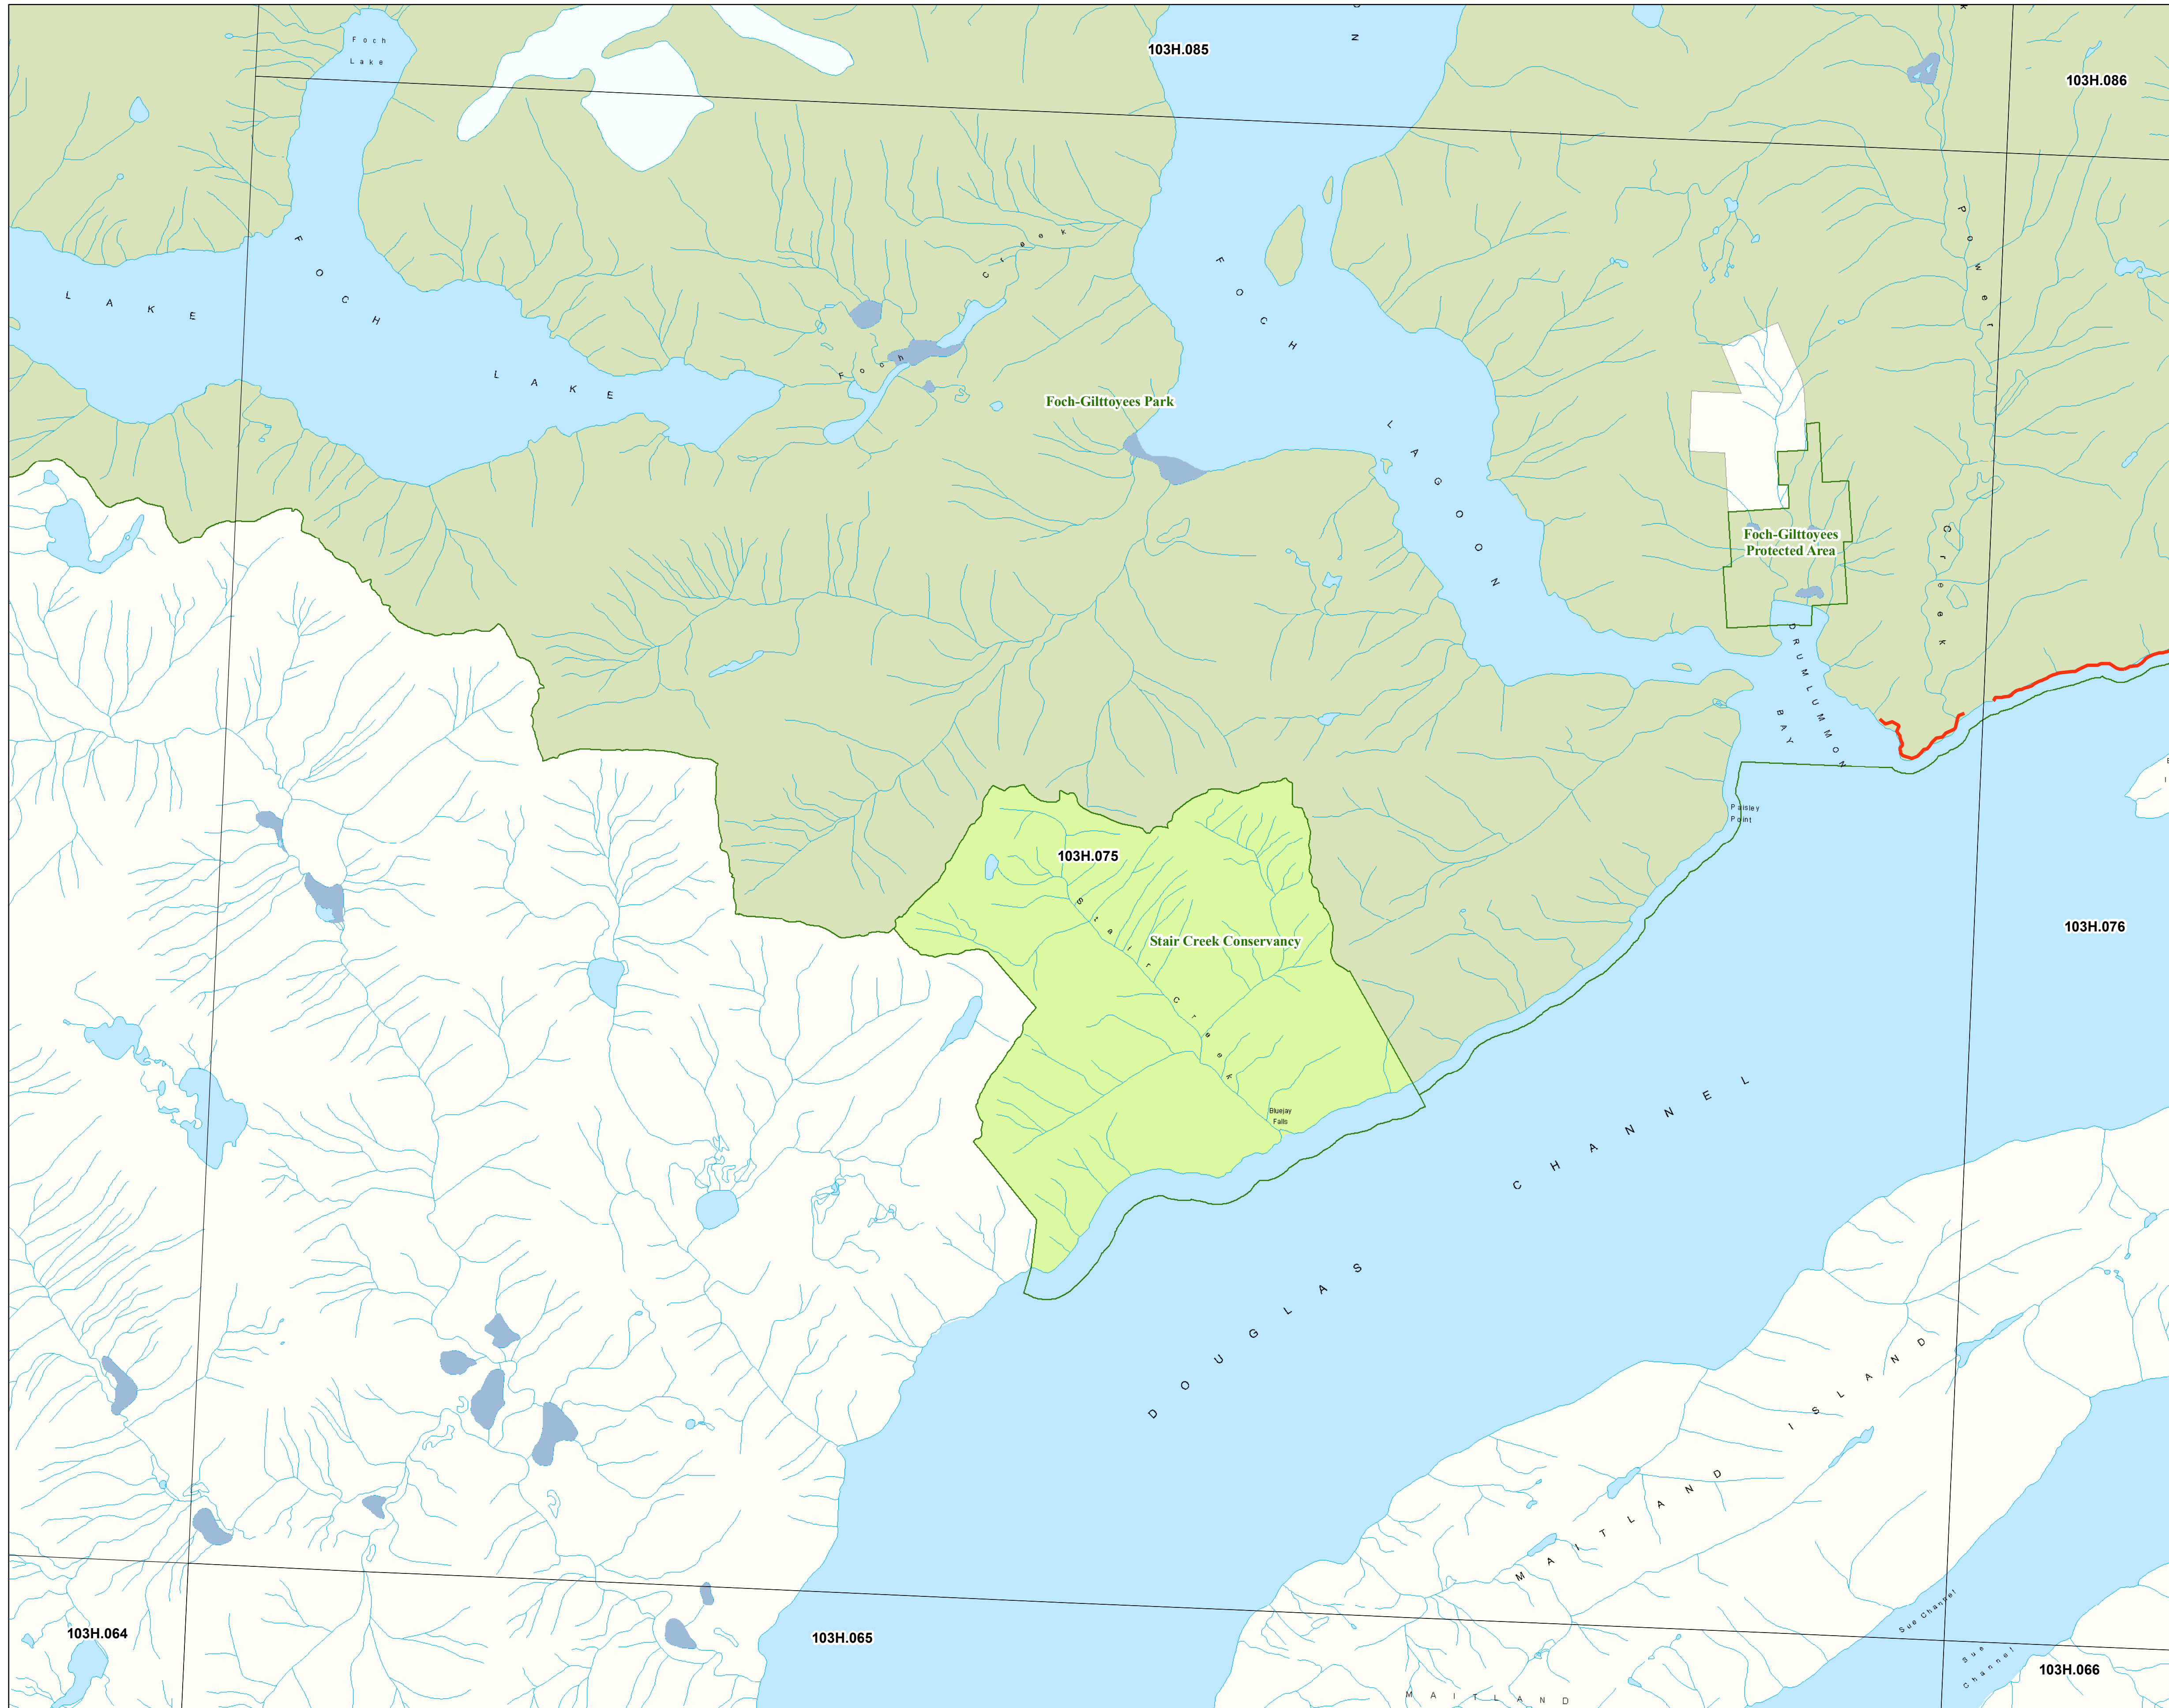 Foch
Lake
103H.085
ON
k
103H.086
FOCH
LAKE
LAKE
Foch Creek
FOCH
LAGOON
Power
Creek
Foch-Gilttoyees Park
Foch-Gilttoyees
Protected Area
DRUMLUMMON
BAY
Paisley
Point
103H.075
Stair Creek
Stair Creek Conservancy
103H.076
Bluejay
Falls
DOUGLAS CHANNEL
MAITLAND ISLAND
Sue Channel
Sue
Channel
103H.064
103H.065
103H.066
MAITLAND